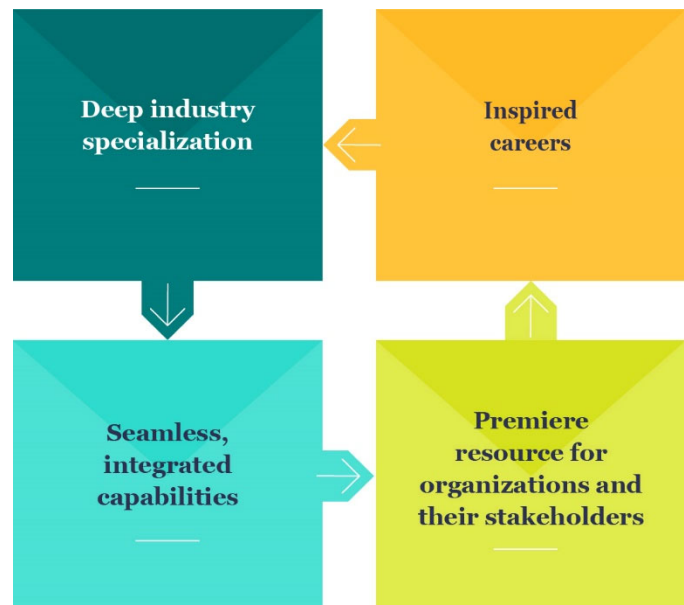 Deep industry
specialization
Inspired
careers
Seamless,
integrated
capabilities
Premiere
resource for
organizations and
their stakeholders